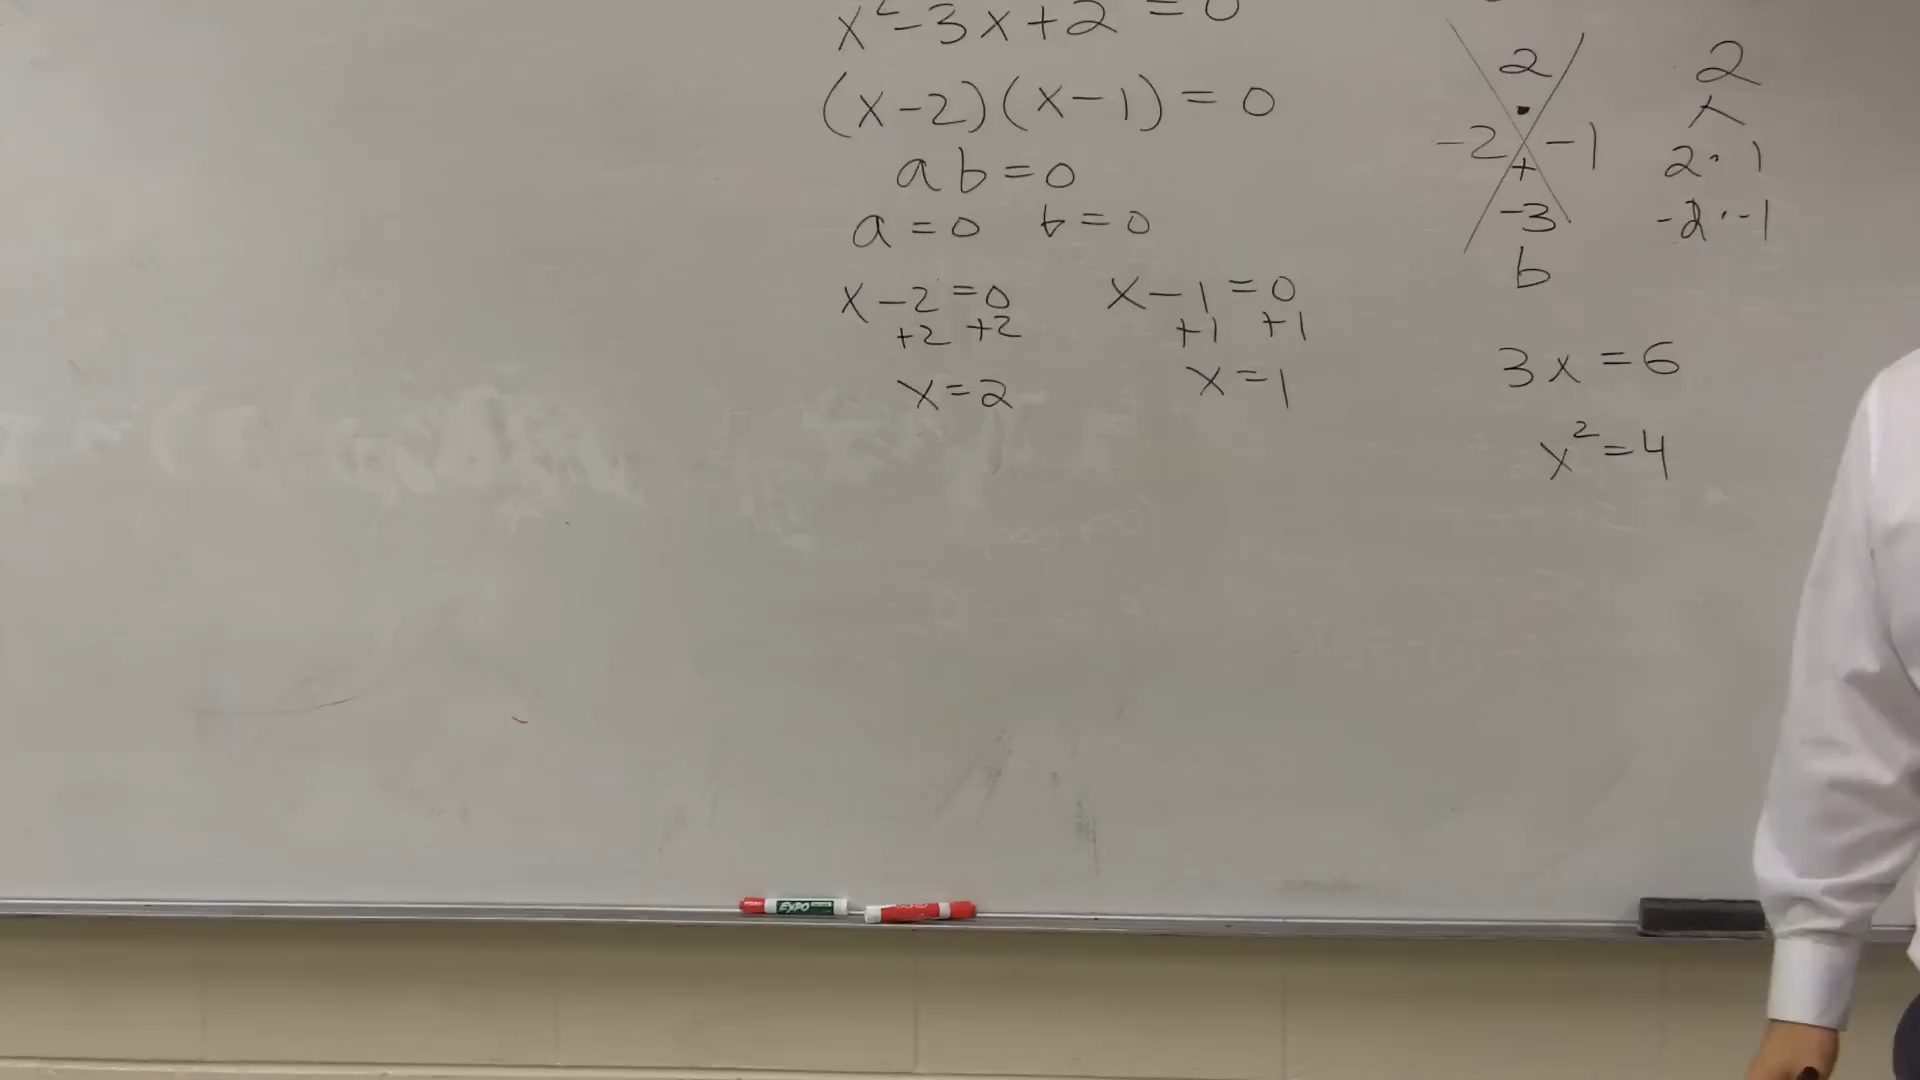 x²-3x+2=0
(x-2)(x-1)=0
ab=0
a=0 b=0
x-2=0 x-1=0
+2 +2 +1 +1
x=2 x=1
2
·
-2 -1
+
-3
b
2
2·1
-2·-1
3x=6
x²=4
EXPO